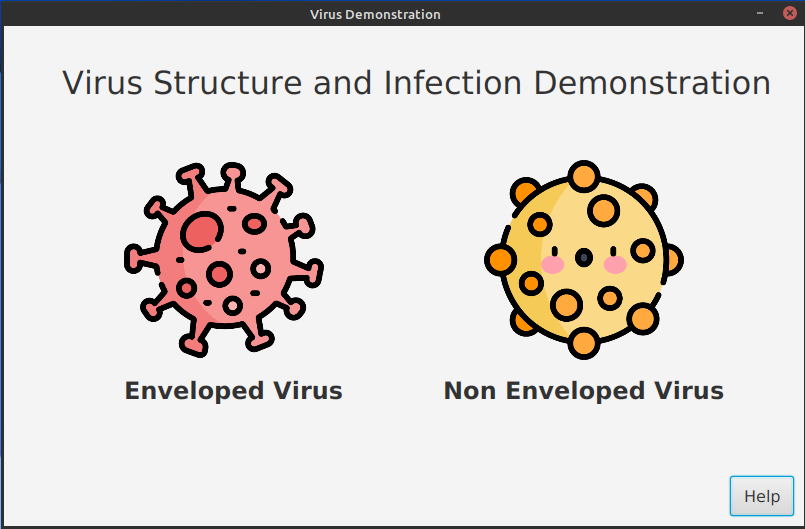 Virus Demonstration
Virus Structure and Infection Demonstration
Enveloped Virus
Non Enveloped Virus
Help